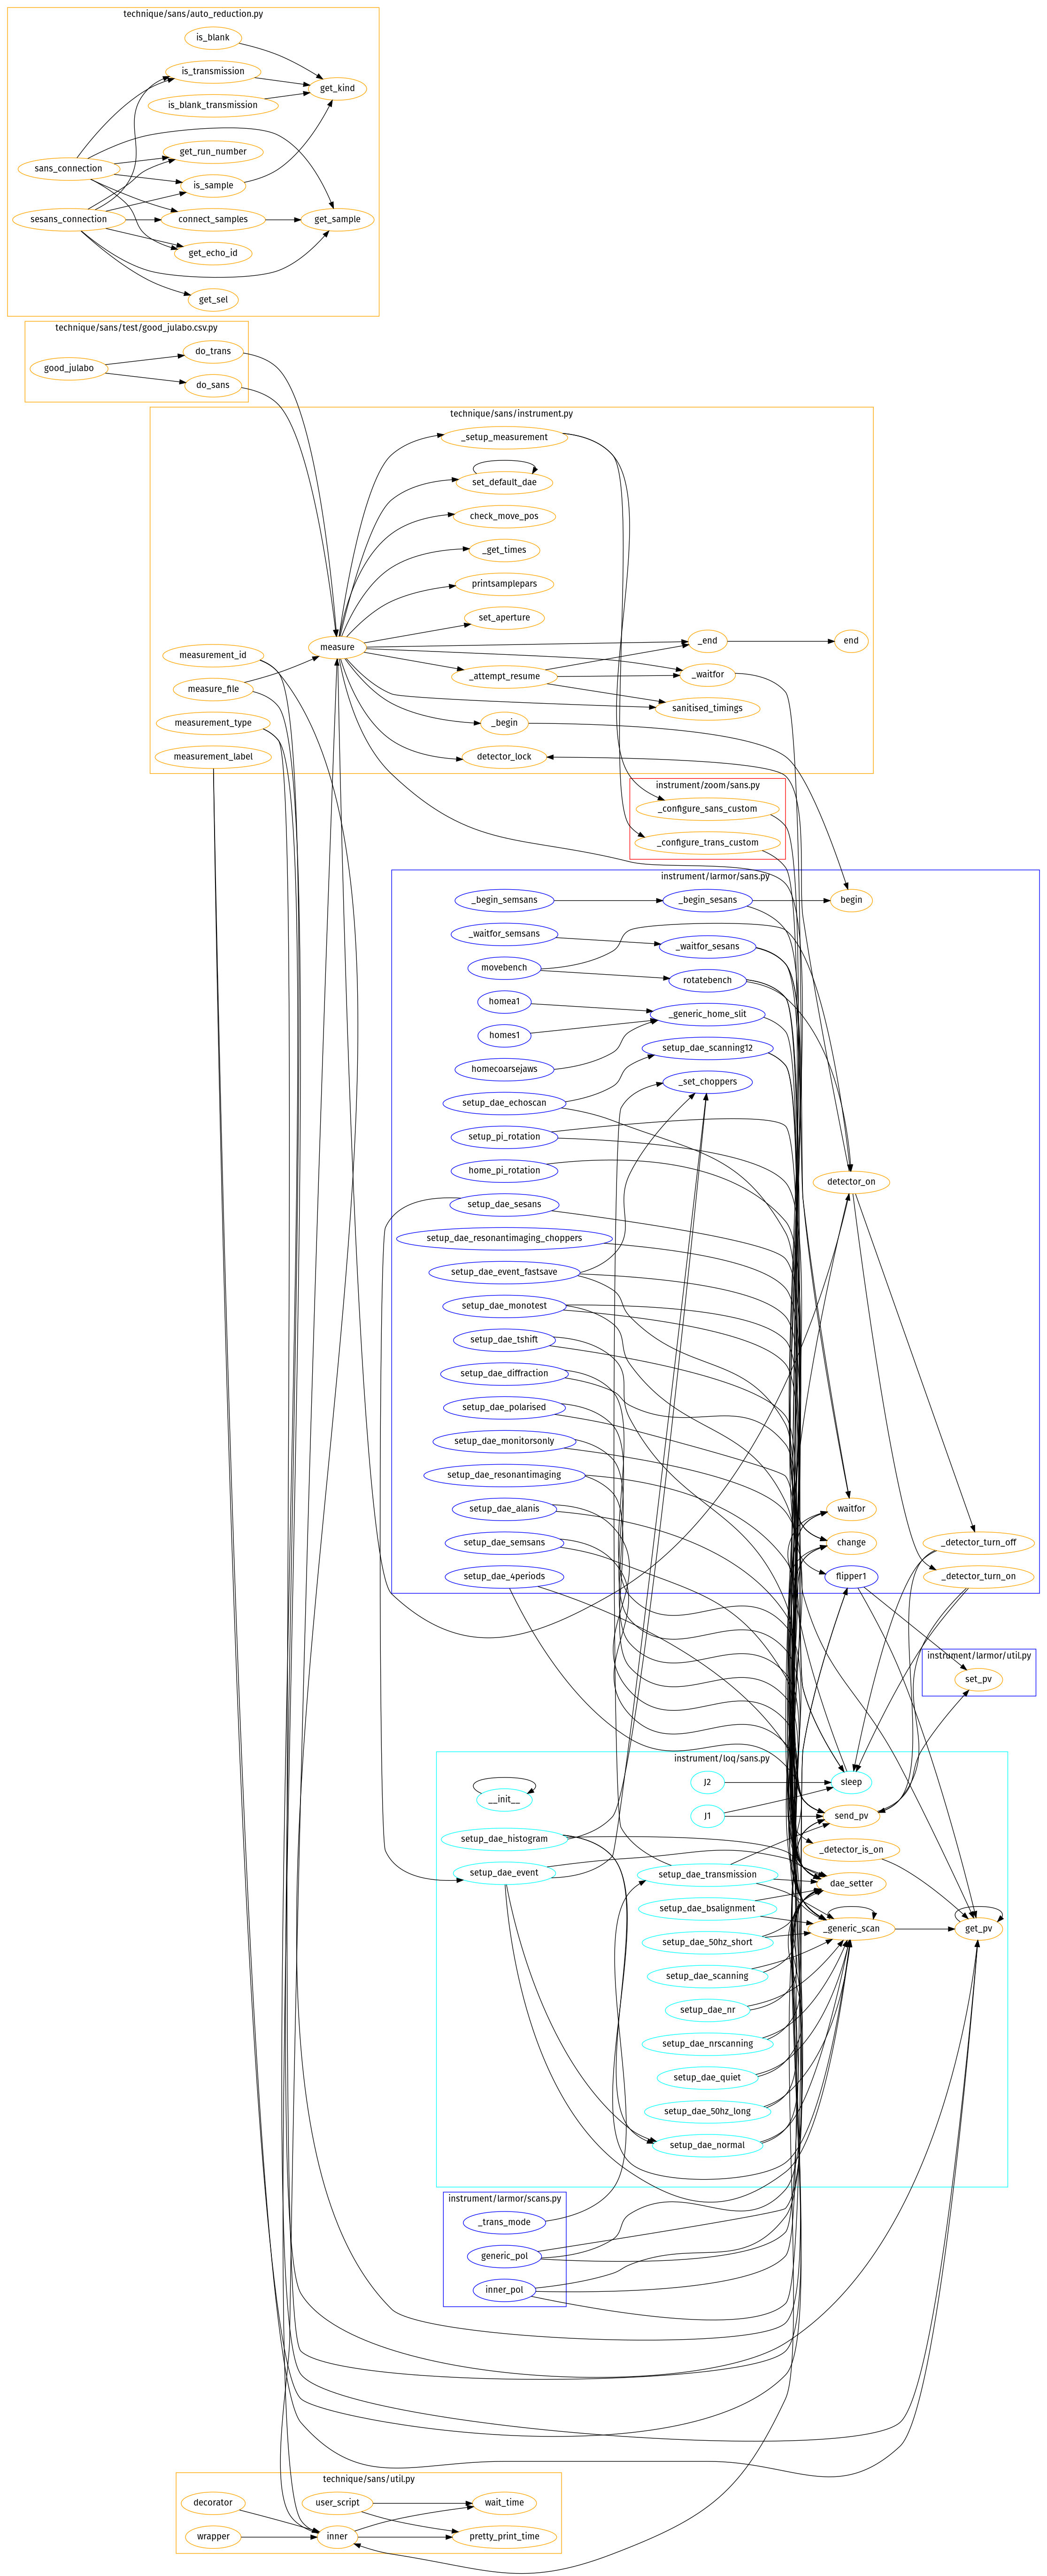 technique/sans/auto_reduction.py
is_blank
is_transmission
get_kind
is_blank_transmission
get_run_number
sans_connection
is_sample
sesans_connection
connect_samples
get_sample
get_echo_id
get_sel
technique/sans/test/good_julabo.csv.py
do_trans
good_julabo
do_sans
technique/sans/instrument.py
_setup_measurement
set_default_dae
check_move_pos
_get_times
printsamplepars
set_aperture
measure
_end
end
measurement_id
_attempt_resume
_waitfor
measure_file
sanitised_timings
measurement_type
_begin
measurement_label
detector_lock
instrument/zoom/sans.py
_configure_sans_custom
_configure_trans_custom
instrument/larmor/sans.py
_begin_semsans
_begin_sesans
begin
_waitfor_semsans
_waitfor_sesans
movebench
rotatebench
homea1
_generic_home_slit
homes1
setup_dae_scanning12
homecoarsejaws
_set_choppers
setup_dae_echoscan
setup_pi_rotation
home_pi_rotation
detector_on
setup_dae_sesans
setup_dae_resonantimaging_choppers
setup_dae_event_fastsave
setup_dae_monotest
setup_dae_tshift
setup_dae_diffraction
setup_dae_polarised
setup_dae_monitorsonly
setup_dae_resonantimaging
setup_dae_alanis
waitfor
setup_dae_semsans
change
_detector_turn_off
setup_dae_4periods
flipper1
_detector_turn_on
instrument/larmor/util.py
set_pv
instrument/loq/sans.py
J2
sleep
__init__
J1
send_pv
setup_dae_histogram
_detector_is_on
setup_dae_event
setup_dae_transmission
dae_setter
setup_dae_bsalignment
_generic_scan
get_pv
setup_dae_50hz_short
setup_dae_scanning
setup_dae_nr
setup_dae_nrscanning
setup_dae_quiet
setup_dae_50hz_long
setup_dae_normal
instrument/larmor/scans.py
_trans_mode
generic_pol
inner_pol
technique/sans/util.py
decorator
user_script
wait_time
wrapper
inner
pretty_print_time